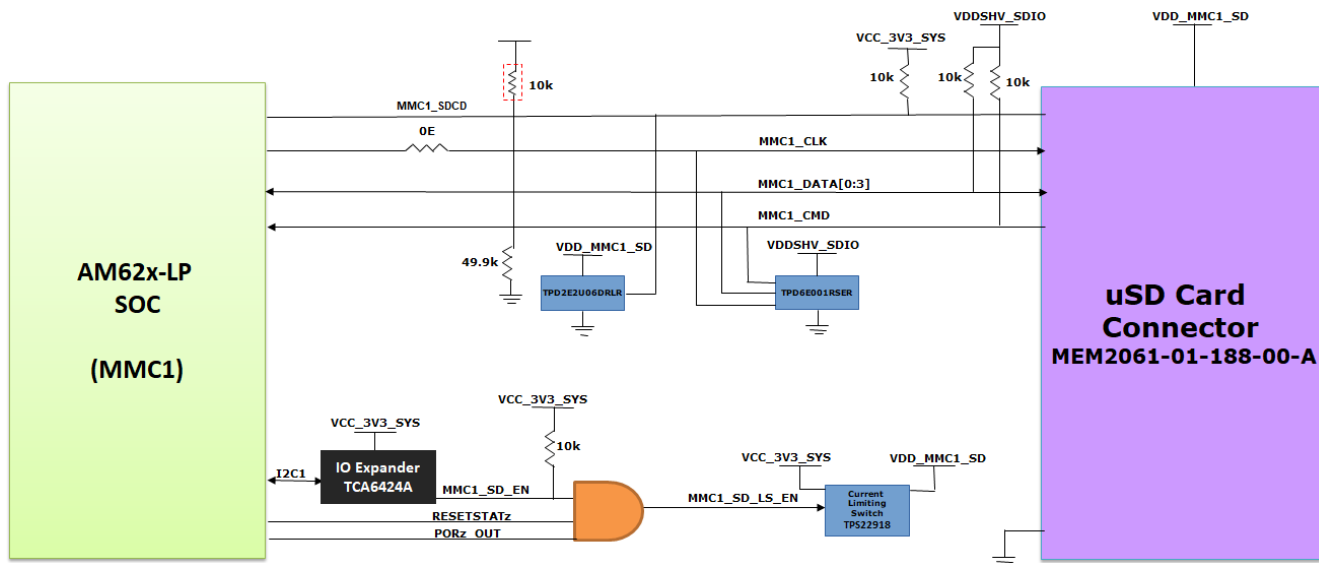 VDDSHV_SDIO
VDD_MMC1_SD
VCC_3V3_SYS
10k
10k
10k
10k
MMC1_SDCD
0E
MMC1_CLK
MMC1_DATA[0:3]
MMC1_CMD
AM62x-LP
SOC
(MMC1)
49.9k
VDD_MMC1_SD
TPD2E2U06DRLR
VDDSHV_SDIO
TPD6E001RSER
uSD Card
Connector
MEM2061-01-188-00-A
VCC_3V3_SYS
10k
VCC_3V3_SYS
I2C1
IO Expander
TCA6424A
MMC1_SD_EN
RESETSTATz
PORz_OUT
MMC1_SD_LS_EN
VCC_3V3_SYS
VDD_MMC1_SD
Current
Limiting
Switch
TPS22918